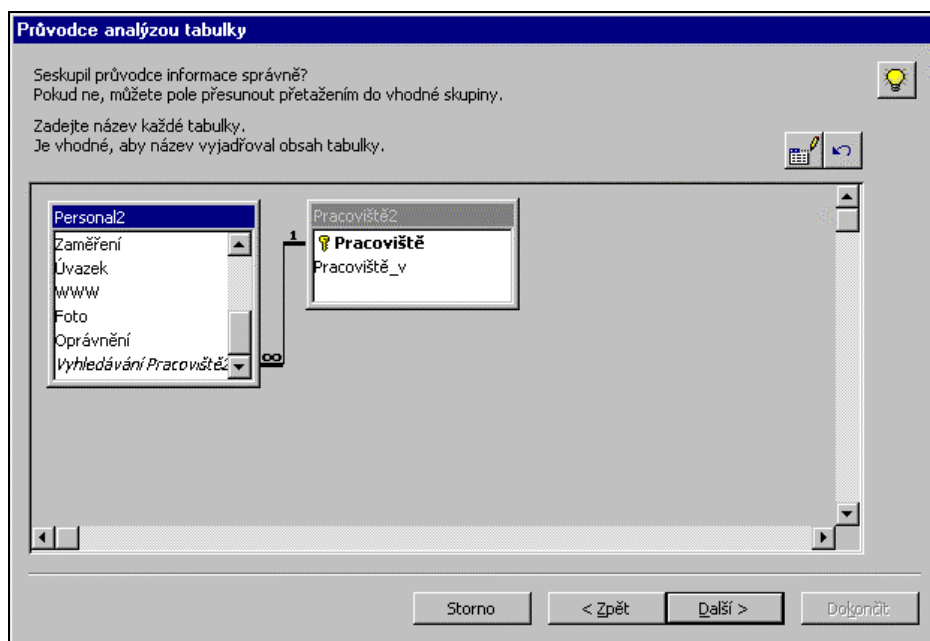 Průvodce analýzou tabulky
Seskupil průvodce informace správně?
Pokud ne, můžete pole přesunout přetažením do vhodné skupiny.
Zadejte název každé tabulky.
Je vhodné, aby název vyjadřoval obsah tabulky.
Personal2
Zaměření
Úvazek
WWW
Foto
Oprávnění
Vyhledávání Pracoviště2
1
∞
Pracoviště2
Pracoviště
Pracoviště_v
Storno
< Zpět
Další >
Dokončit